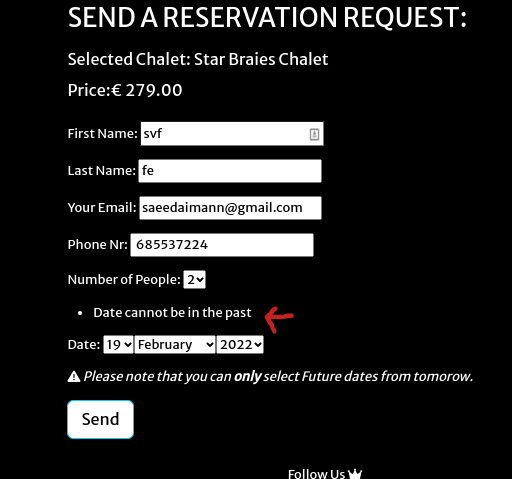 SEND A RESERVATION REQUEST:
Selected Chalet: Star Braies Chalet
Price:€ 279.00
First Name: svf
Last Name: fe
Your Email: saeedaimann@gmail.com
Phone Nr: 685537224
Number of People: 2
• Date cannot be in the past
Date: 19 February 2022
Please note that you can only select Future dates from tomorow.
Send
Follow Us